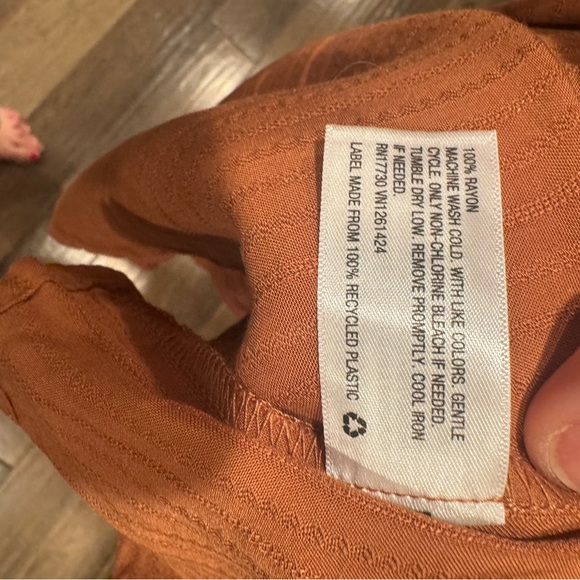 100% RAYON
MACHINE WASH COLD. WITH LIKE COLORS. GENTLE
CYCLE. ONLY NON-CHLORINE BLEACH IF NEEDED.
TUMBLE DRY LOW. REMOVE PROMPTLY. COOL IRON
IF NEEDED.
RN17730 VN1261424
LABEL MADE FROM 100% RECYCLED PLASTIC